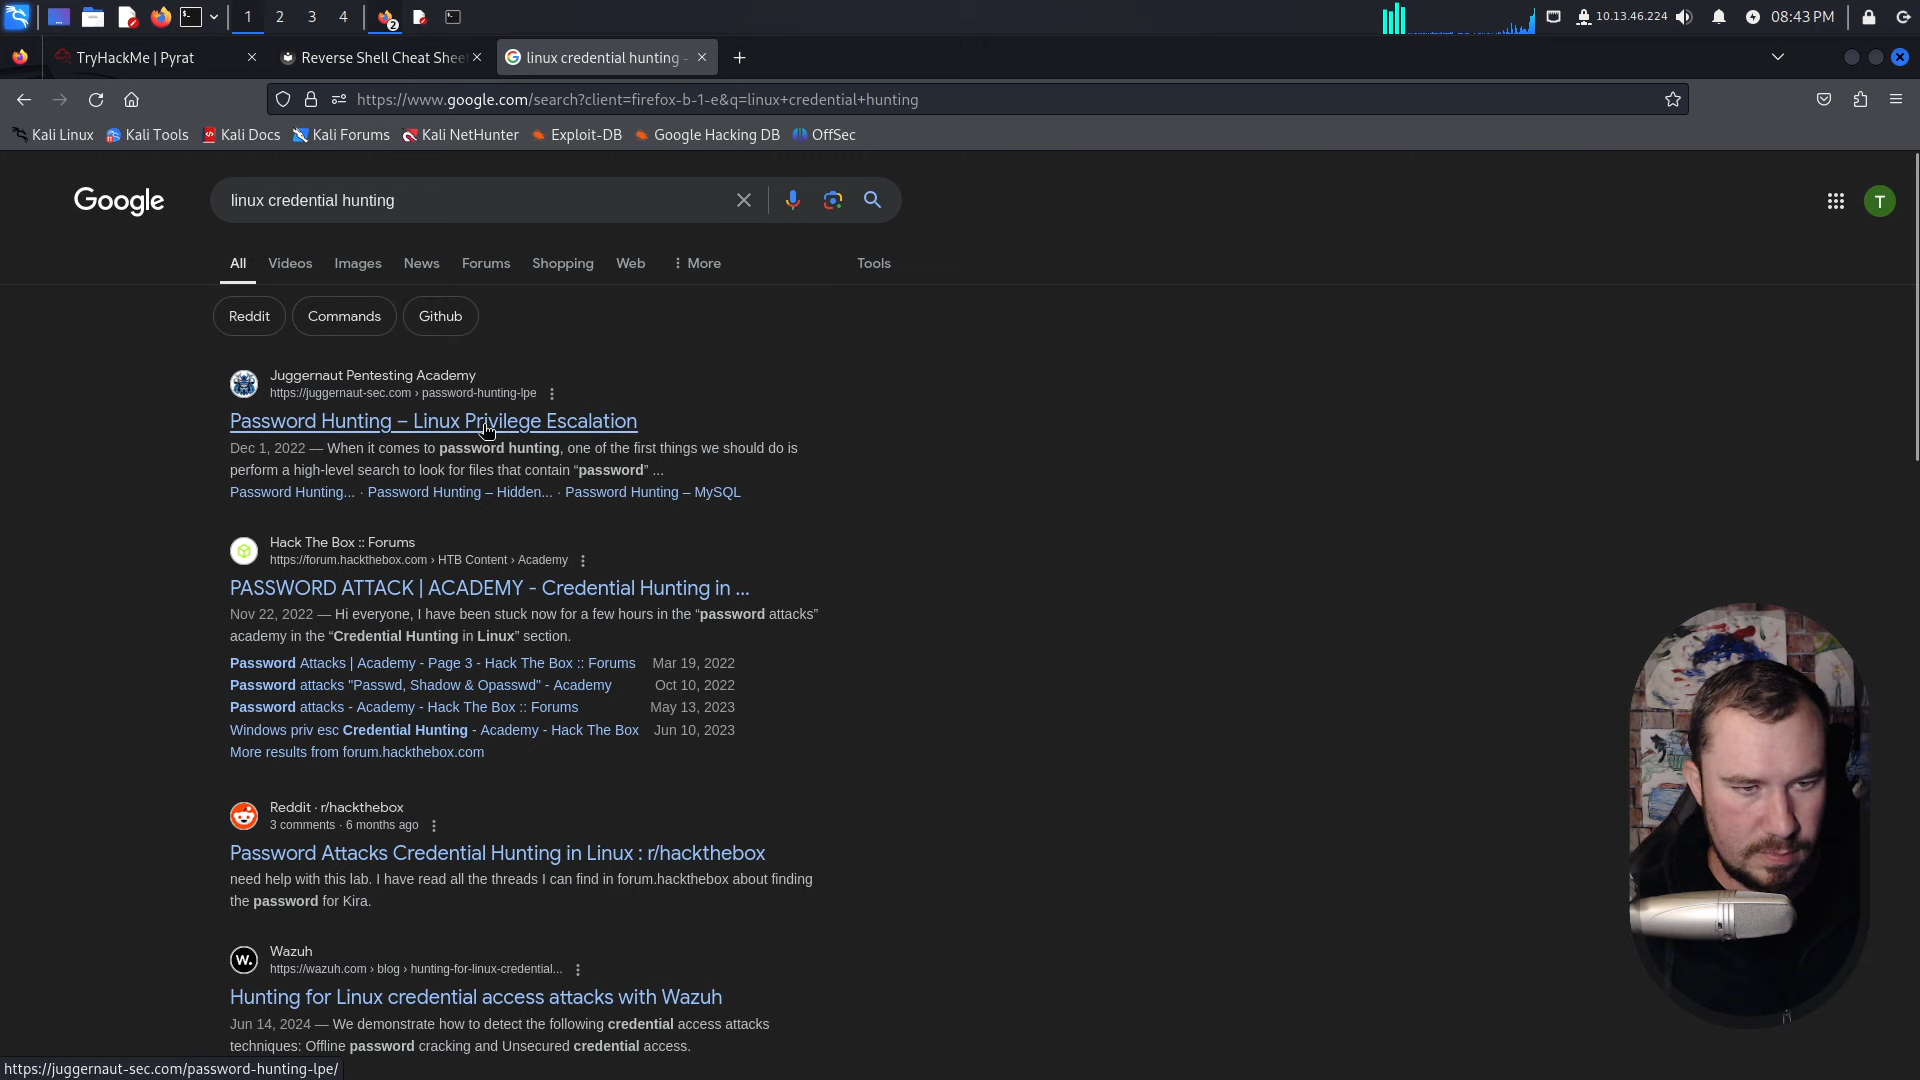 1 2 3 4 2 10.13.46.224 08:43 PM
TryHackMe | Pyrat Reverse Shell Cheat Shee linux credential hunting -
https://www.google.com/search?client=firefox-b-1-e&q=linux+credential+hunting
Kali Linux Kali Tools Kali Docs Kali Forums Kali NetHunter Exploit-DB Google Hacking DB OffSec
Google linux credential hunting T
All Videos Images News Forums Shopping Web More Tools
Reddit Commands Github
Juggernaut Pentesting Academy
https://juggernaut-sec.com › password-hunting-lpe
Password Hunting – Linux Privilege Escalation
Dec 1, 2022 — When it comes to password hunting, one of the first things we should do is
perform a high-level search to look for files that contain “password” ...
Password Hunting... · Password Hunting – Hidden... · Password Hunting – MySQL
Hack The Box :: Forums
https://forum.hackthebox.com › HTB Content › Academy
PASSWORD ATTACK | ACADEMY - Credential Hunting in ...
Nov 22, 2022 — Hi everyone, I have been stuck now for a few hours in the “password attacks”
academy in the “Credential Hunting in Linux” section.
Password Attacks | Academy - Page 3 - Hack The Box :: Forums Mar 19, 2022
Password attacks "Passwd, Shadow & Opasswd" - Academy Oct 10, 2022
Password attacks - Academy - Hack The Box :: Forums May 13, 2023
Windows priv esc Credential Hunting - Academy - Hack The Box Jun 10, 2023
More results from forum.hackthebox.com
Reddit · r/hackthebox
3 comments · 6 months ago
Password Attacks Credential Hunting in Linux : r/hackthebox
need help with this lab. I have read all the threads I can find in forum.hackthebox about finding
the password for Kira.
W. Wazuh
https://wazuh.com › blog › hunting-for-linux-credential...
Hunting for Linux credential access attacks with Wazuh
Jun 14, 2024 — We demonstrate how to detect the following credential access attacks
techniques: Offline password cracking and Unsecured credential access.
https://juggernaut-sec.com/password-hunting-lpe/